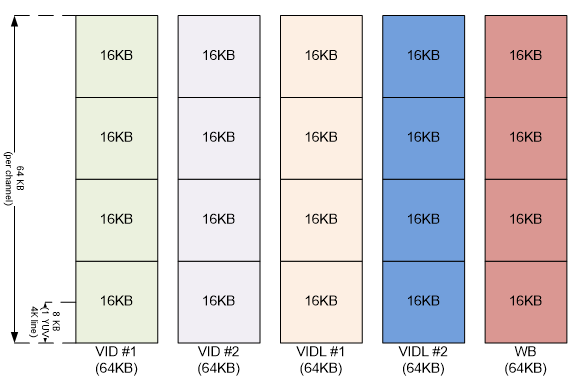 16KB 16KB 16KB 16KB 16KB
16KB 16KB 16KB 16KB 16KB
64 KB
(per channel)
16KB 16KB 16KB 16KB 16KB
16KB 16KB 16KB 16KB 16KB
8 KB
(1 YUV
4K line)
VID #1 VID #2 VIDL #1 VIDL #2 WB
(64KB) (64KB) (64KB) (64KB) (64KB)